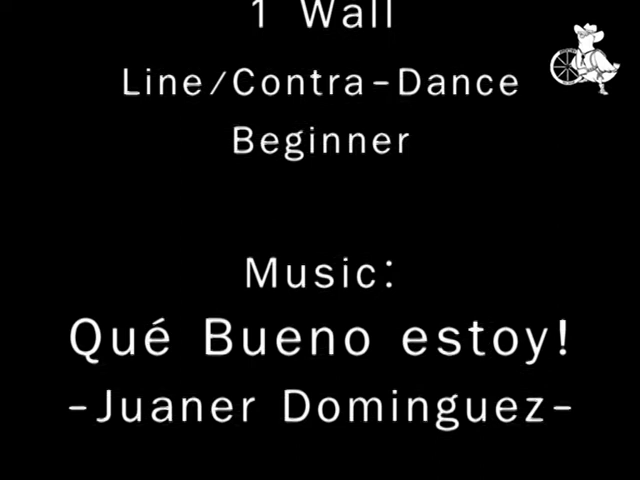 1 Wall
Line/Contra-Dance
Beginner
Music:
Qué Bueno estoy!
-Juaner Dominguez-